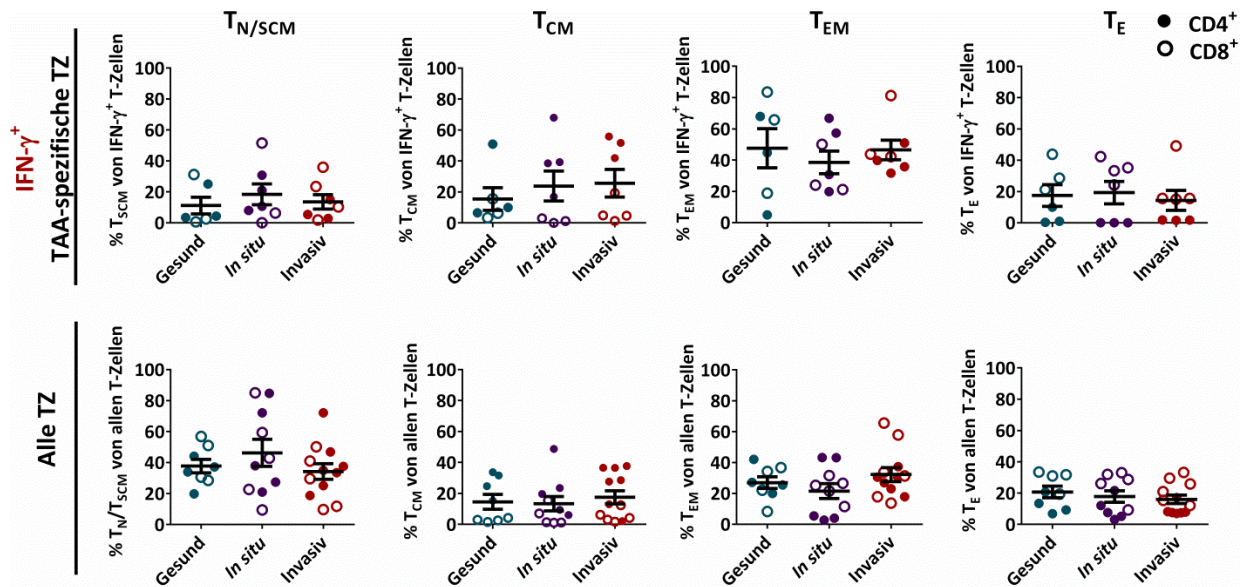 T_N/SCM T_CM T_EM T_E
● CD4⁺
○ CD8⁺
IFN-γ⁺
TAA-spezifische TZ
% T_SCM von IFN-γ⁺ T-Zellen
100
80
60
40
20
0
Gesund In situ Invasiv
% T_CM von IFN-γ⁺ T-Zellen
100
80
60
40
20
0
Gesund In situ Invasiv
% T_EM von IFN-γ⁺ T-Zellen
100
80
60
40
20
0
Gesund In situ Invasiv
% T_E von IFN-γ⁺ T-Zellen
100
80
60
40
20
0
Gesund In situ Invasiv
Alle TZ
% T_N/T_SCM von allen T-Zellen
100
80
60
40
20
0
Gesund In situ Invasiv
% T_CM von allen T-Zellen
100
80
60
40
20
0
Gesund In situ Invasiv
% T_EM von allen T-Zellen
100
80
60
40
20
0
Gesund In situ Invasiv
% T_E von allen T-Zellen
100
80
60
40
20
0
Gesund In situ Invasiv